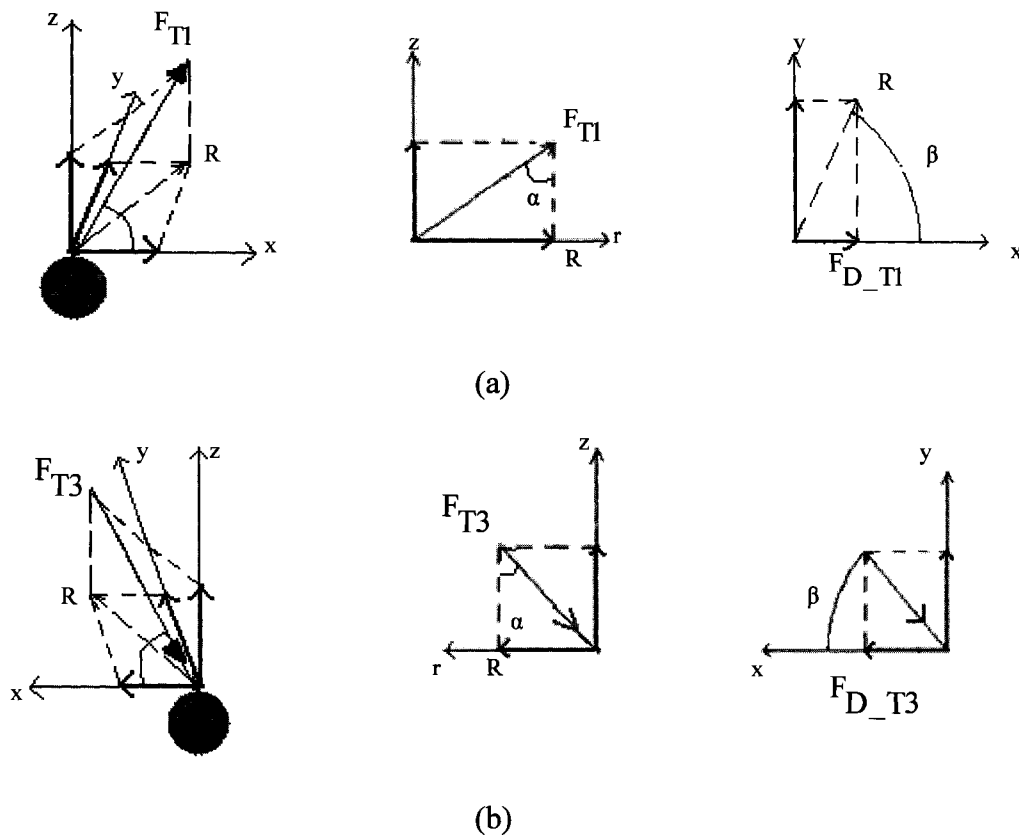 z
F_T1
y
R
x
z
F_T1
α
R
r
y
R
β
F_D_T1
x
(a)
F_T3
y
z
R
x
z
F_T3
α
r
R
y
β
x
F_D_T3
(b)